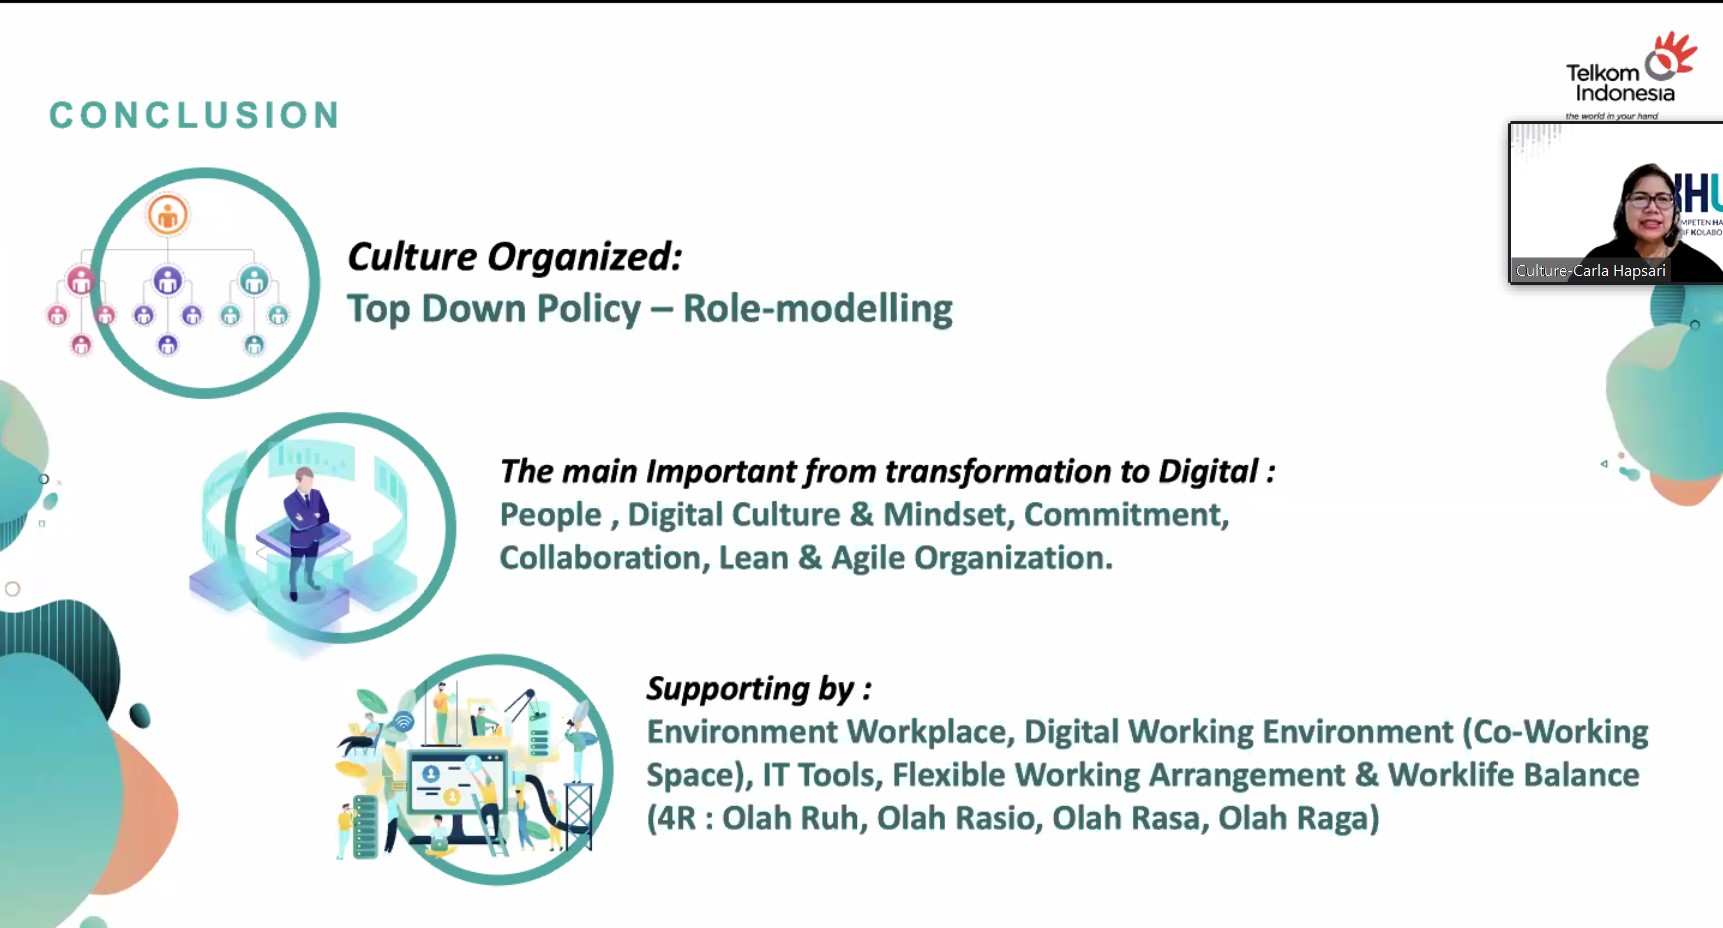 Telkom
Indonesia
the world in your hand
CONCLUSION
Culture-Carla Hapsari
Culture Organized:
Top Down Policy – Role-modelling
The main Important from transformation to Digital :
People , Digital Culture & Mindset, Commitment,
Collaboration, Lean & Agile Organization.
Supporting by :
Environment Workplace, Digital Working Environment (Co-Working
Space), IT Tools, Flexible Working Arrangement & Worklife Balance
(4R : Olah Ruh, Olah Rasio, Olah Rasa, Olah Raga)